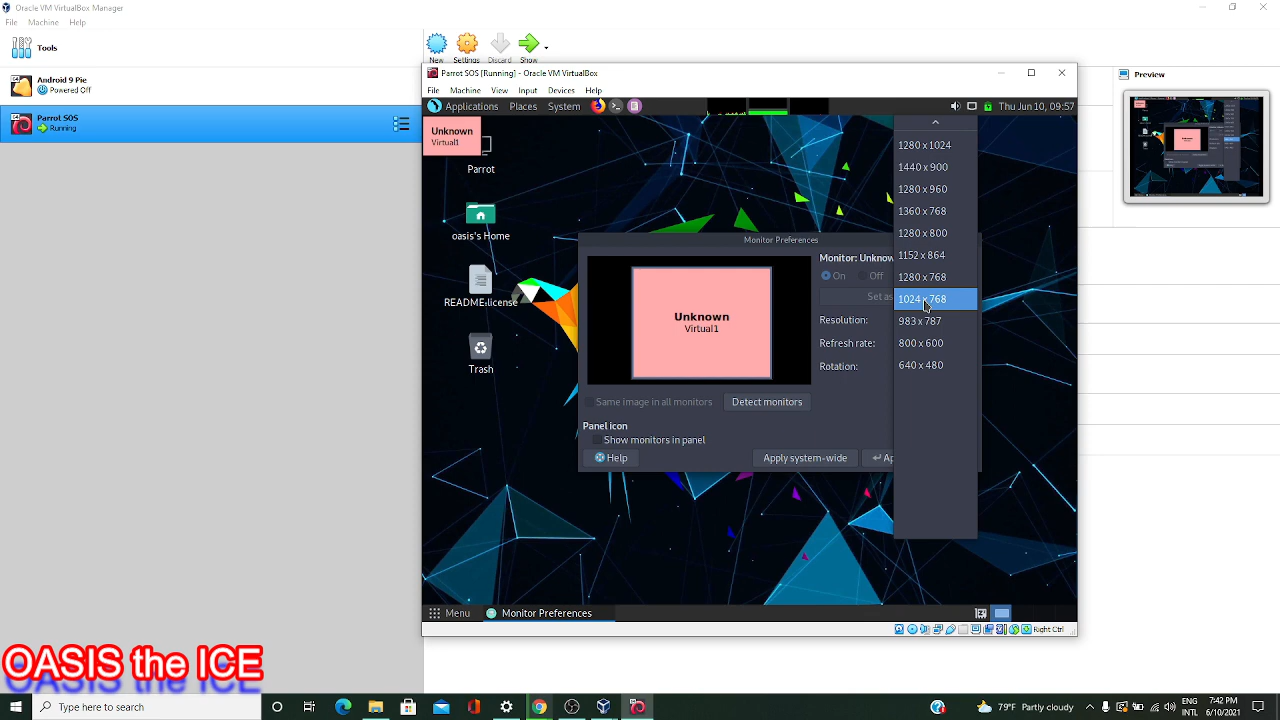 Oracle VM VirtualBox Manager
File Machine Help
Tools
New Settings Discard Show
Android 9 Pie
Powered Off
Parrot SOS
Running
Preview
Parrot SOS [Running] - Oracle VM VirtualBox
File Machine View Input Devices Help
Applications Places System
Thu Jun 10, 09:57
Unknown
Virtual1
Parrot
oasis's Home
README.license
Trash
1280 x 1024
1440 x 900
1280 x 960
1360 x 768
1280 x 800
1152 x 864
1280 x 768
1024 x 768
983 x 787
800 x 600
640 x 480
Monitor Preferences
Monitor: Unknow
On Off
Set as
Resolution:
Refresh rate:
Rotation:
Unknown
Virtual1
Same image in all monitors
Detect monitors
Panel icon
Show monitors in panel
Help
Apply system-wide
Ap
Menu
Monitor Preferences
Right Ctrl
OASIS the ICE
Type here to search
79°F Partly cloudy
ENG
INTL
7:42 PM
6/10/2021